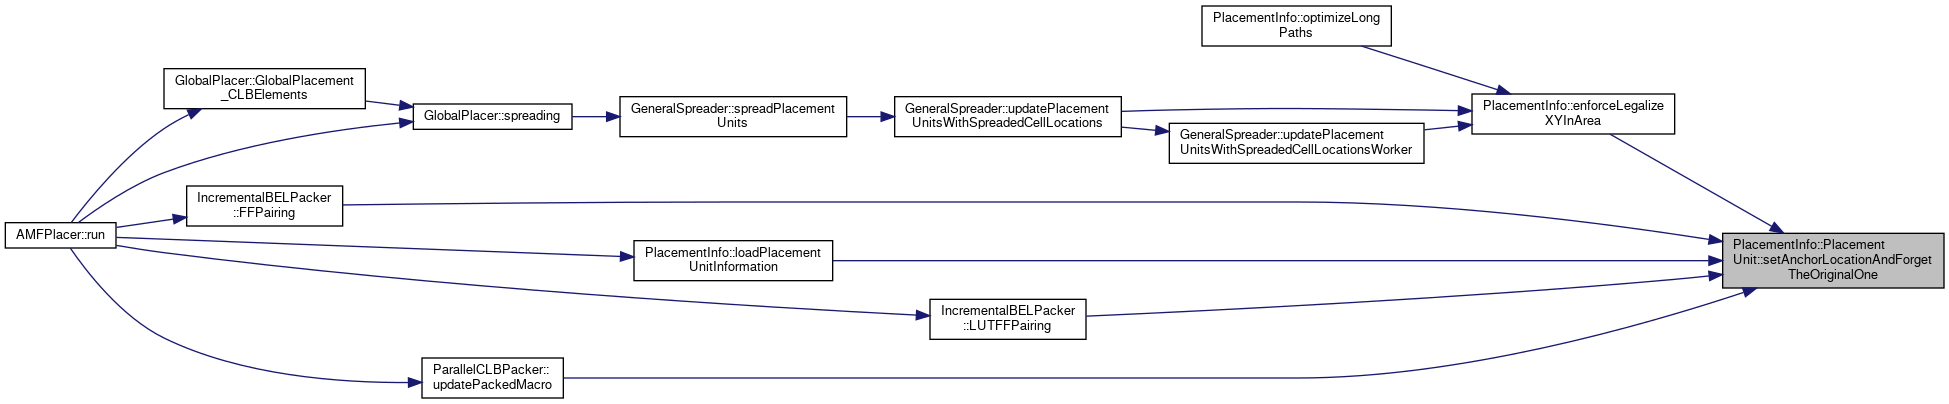 PlacementInfo::optimizeLong
Paths
GlobalPlacer::GlobalPlacement
_CLBElements
GlobalPlacer::spreading
GeneralSpreader::spreadPlacement
Units
GeneralSpreader::updatePlacement
UnitsWithSpreadedCellLocations
PlacementInfo::enforceLegalize
XYInArea
GeneralSpreader::updatePlacement
UnitsWithSpreadedCellLocationsWorker
IncrementalBELPacker
::FFPairing
AMFPlacer::run
PlacementInfo::loadPlacement
UnitInformation
PlacementInfo::Placement
Unit::setAnchorLocationAndForget
TheOriginalOne
IncrementalBELPacker
::LUTFFPairing
ParallelCLBPacker::
updatePackedMacro